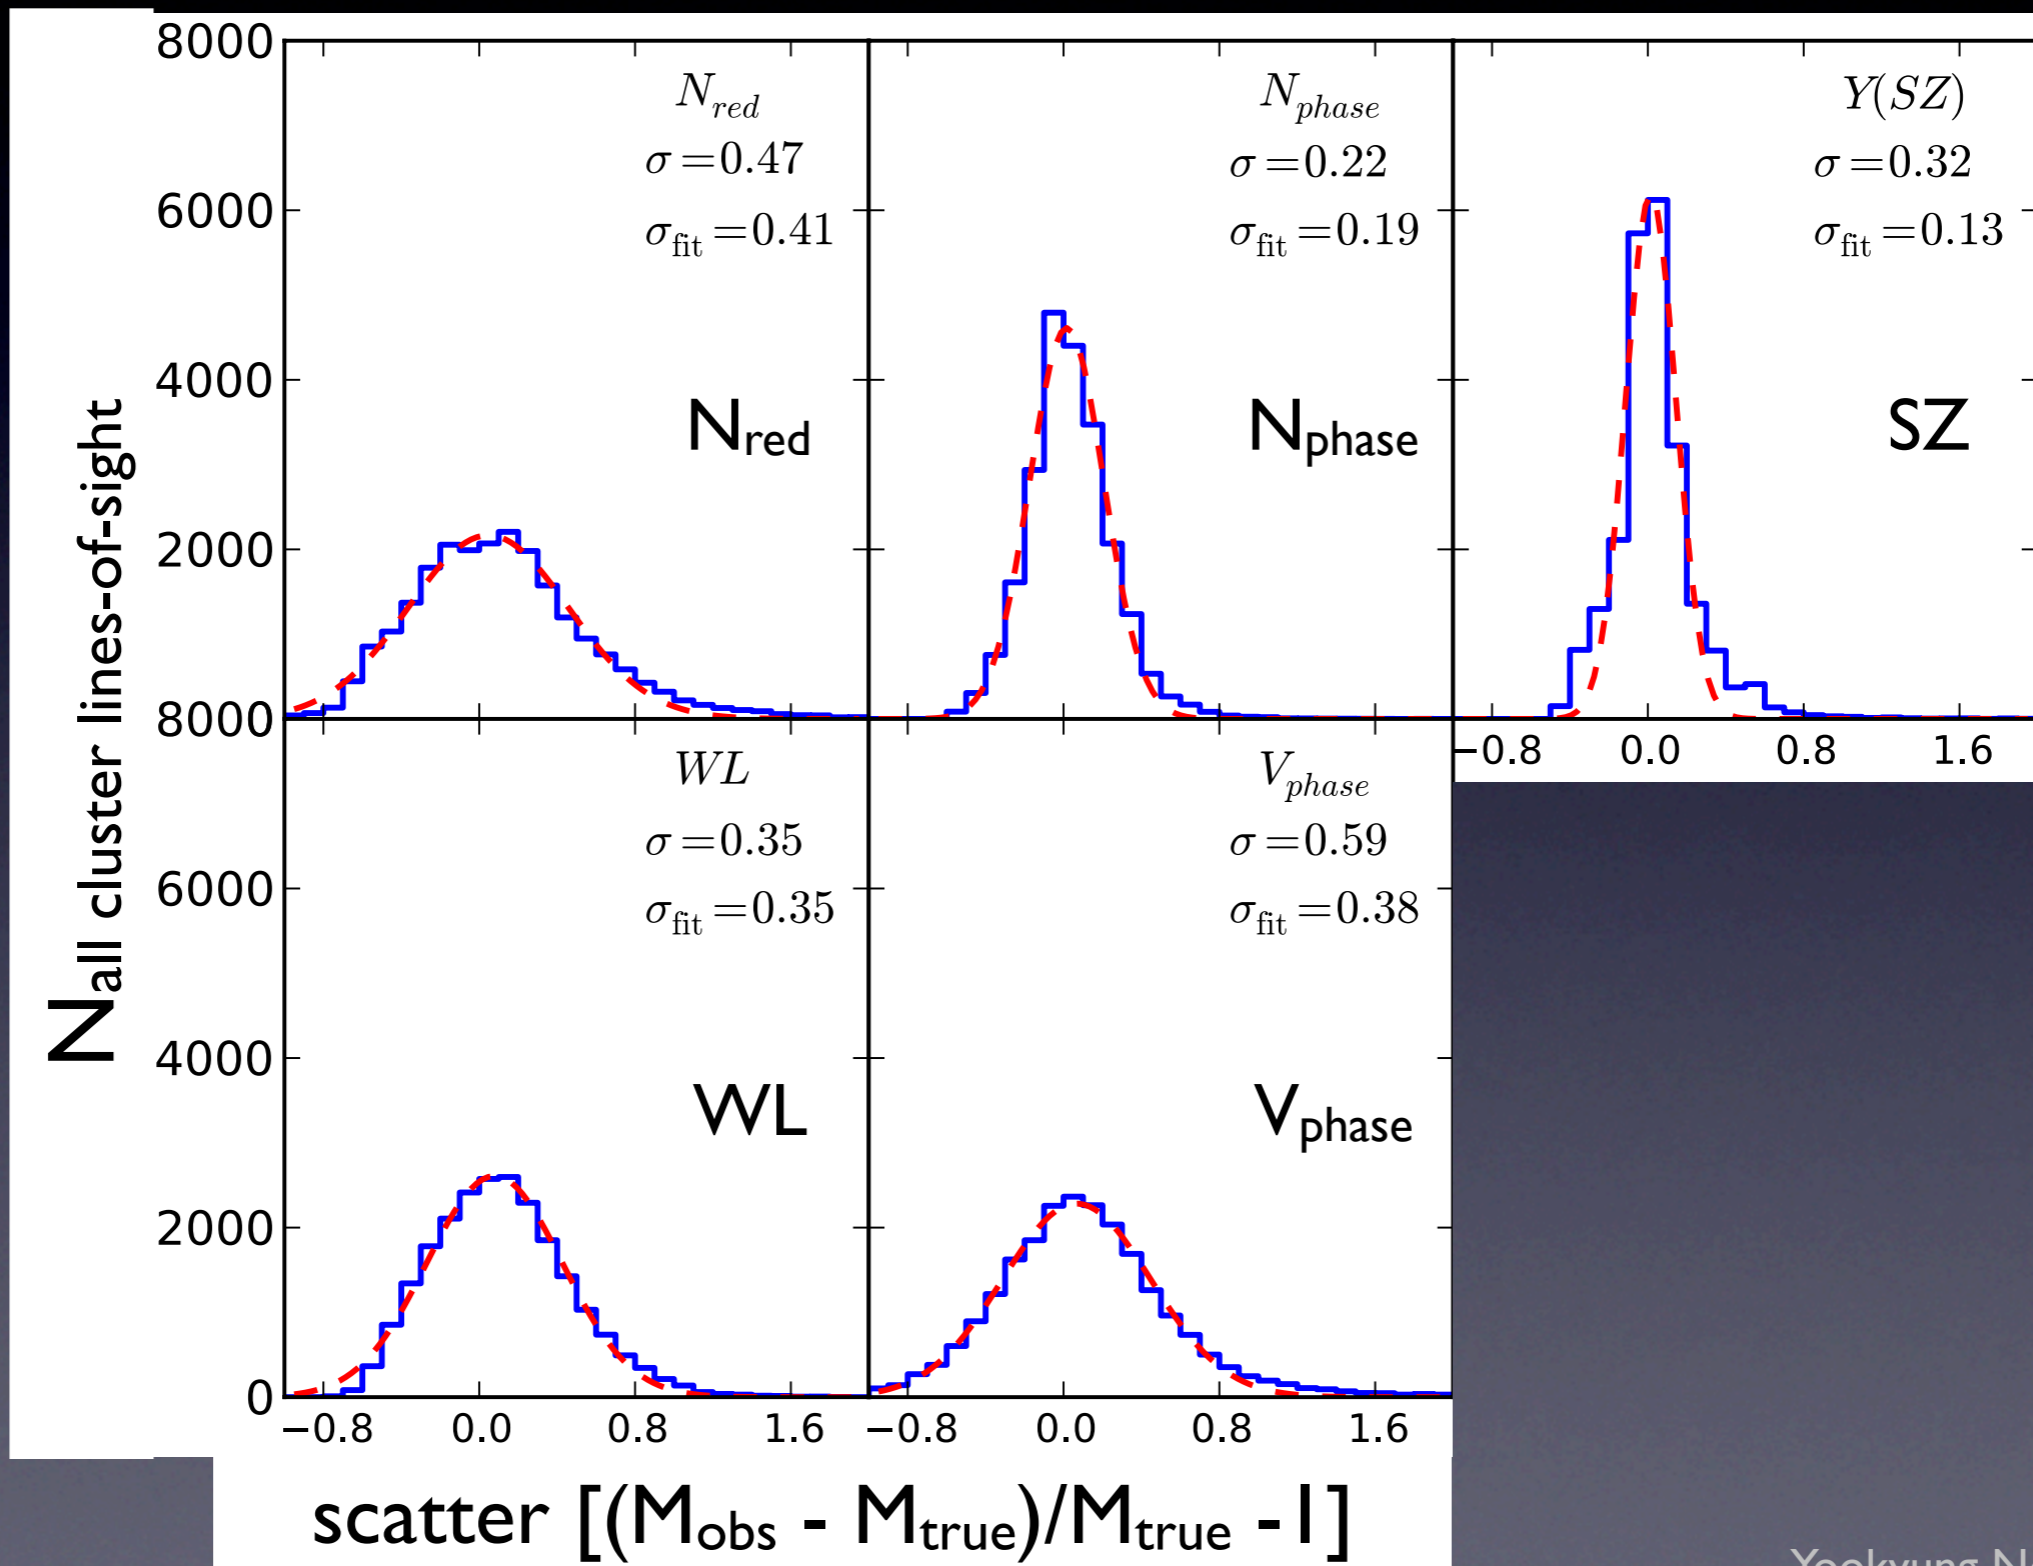 8000
6000
4000
2000
8000
6000
4000
2000
0
N all cluster lines-of-sight
N_red
σ = 0.47
σ_fit = 0.41
N_red
N_phase
σ = 0.22
σ_fit = 0.19
N_phase
Y(SZ)
σ = 0.32
σ_fit = 0.13
SZ
−0.8 0.0 0.8 1.6
WL
σ = 0.35
σ_fit = 0.35
WL
V_phase
σ = 0.59
σ_fit = 0.38
V_phase
−0.8 0.0 0.8 1.6
−0.8 0.0 0.8 1.6
scatter [(M_obs - M_true)/M_true -1]